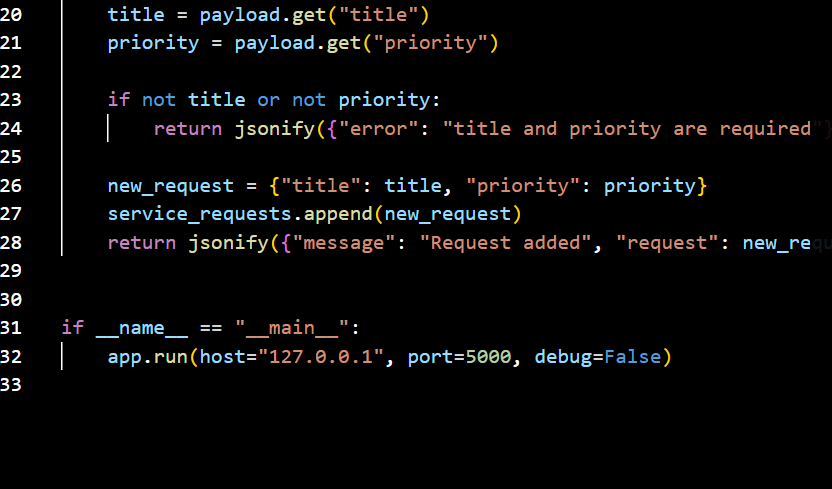 20 title = payload.get("title")
21 priority = payload.get("priority")
22
23 if not title or not priority:
24 return jsonify({"error": "title and priority are required"}
25
26 new_request = {"title": title, "priority": priority}
27 service_requests.append(new_request)
28 return jsonify({"message": "Request added", "request": new_requ
29
30
31 if __name__ == "__main__":
32 app.run(host="127.0.0.1", port=5000, debug=False)
33